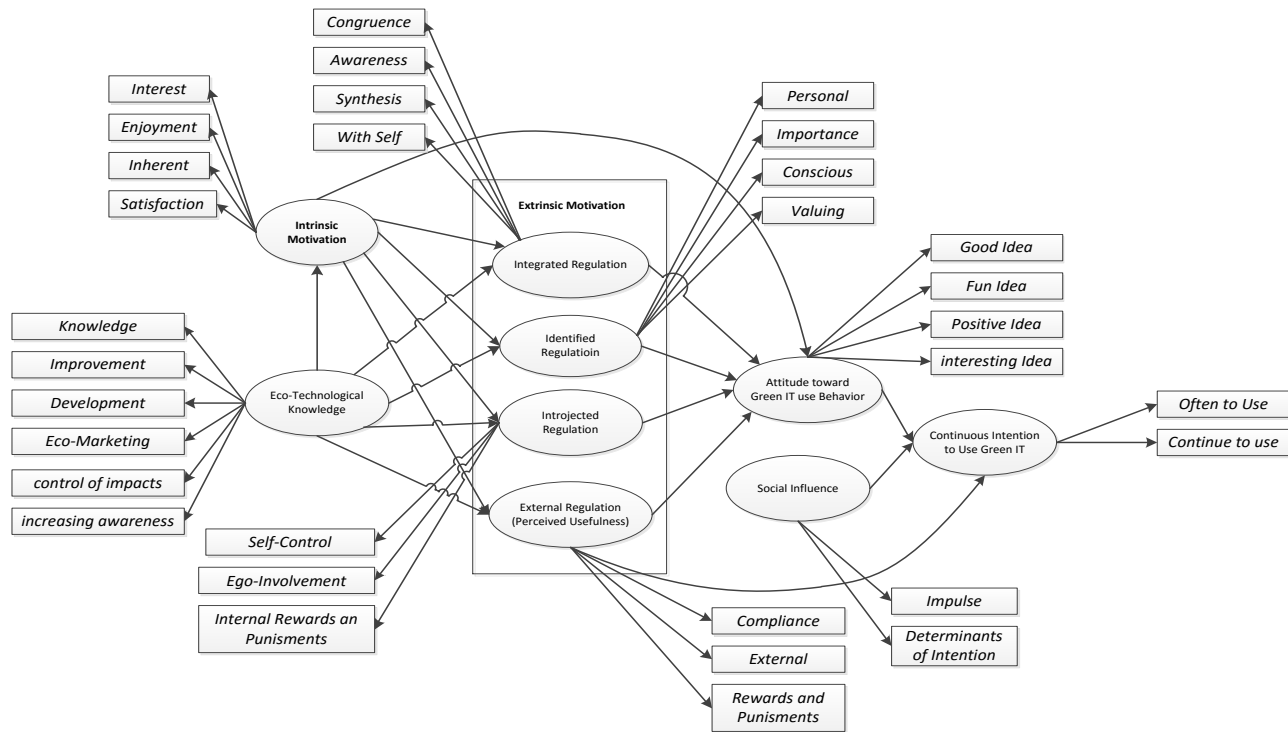 Congruence
Awareness
Synthesis
With Self
Interest
Enjoyment
Inherent
Satisfaction
Personal
Importance
Conscious
Valuing
Intrinsic
Motivation
Extrinsic Motivation
Integrated Regulation
Identified
Regulatioin
Introjected
Regulation
External Regulation
(Perceived Usefulness)
Good Idea
Fun Idea
Positive Idea
interesting Idea
Knowledge
Improvement
Development
Eco-Marketing
control of impacts
increasing awareness
Eco-Technological
Knowledge
Attitude toward
Green IT use Behavior
Continuous Intention
to Use Green IT
Often to Use
Continue to use
Social Influence
Self-Control
Ego-Involvement
Internal Rewards an
Punisments
Compliance
External
Rewards and
Punisments
Impulse
Determinants
of Intention